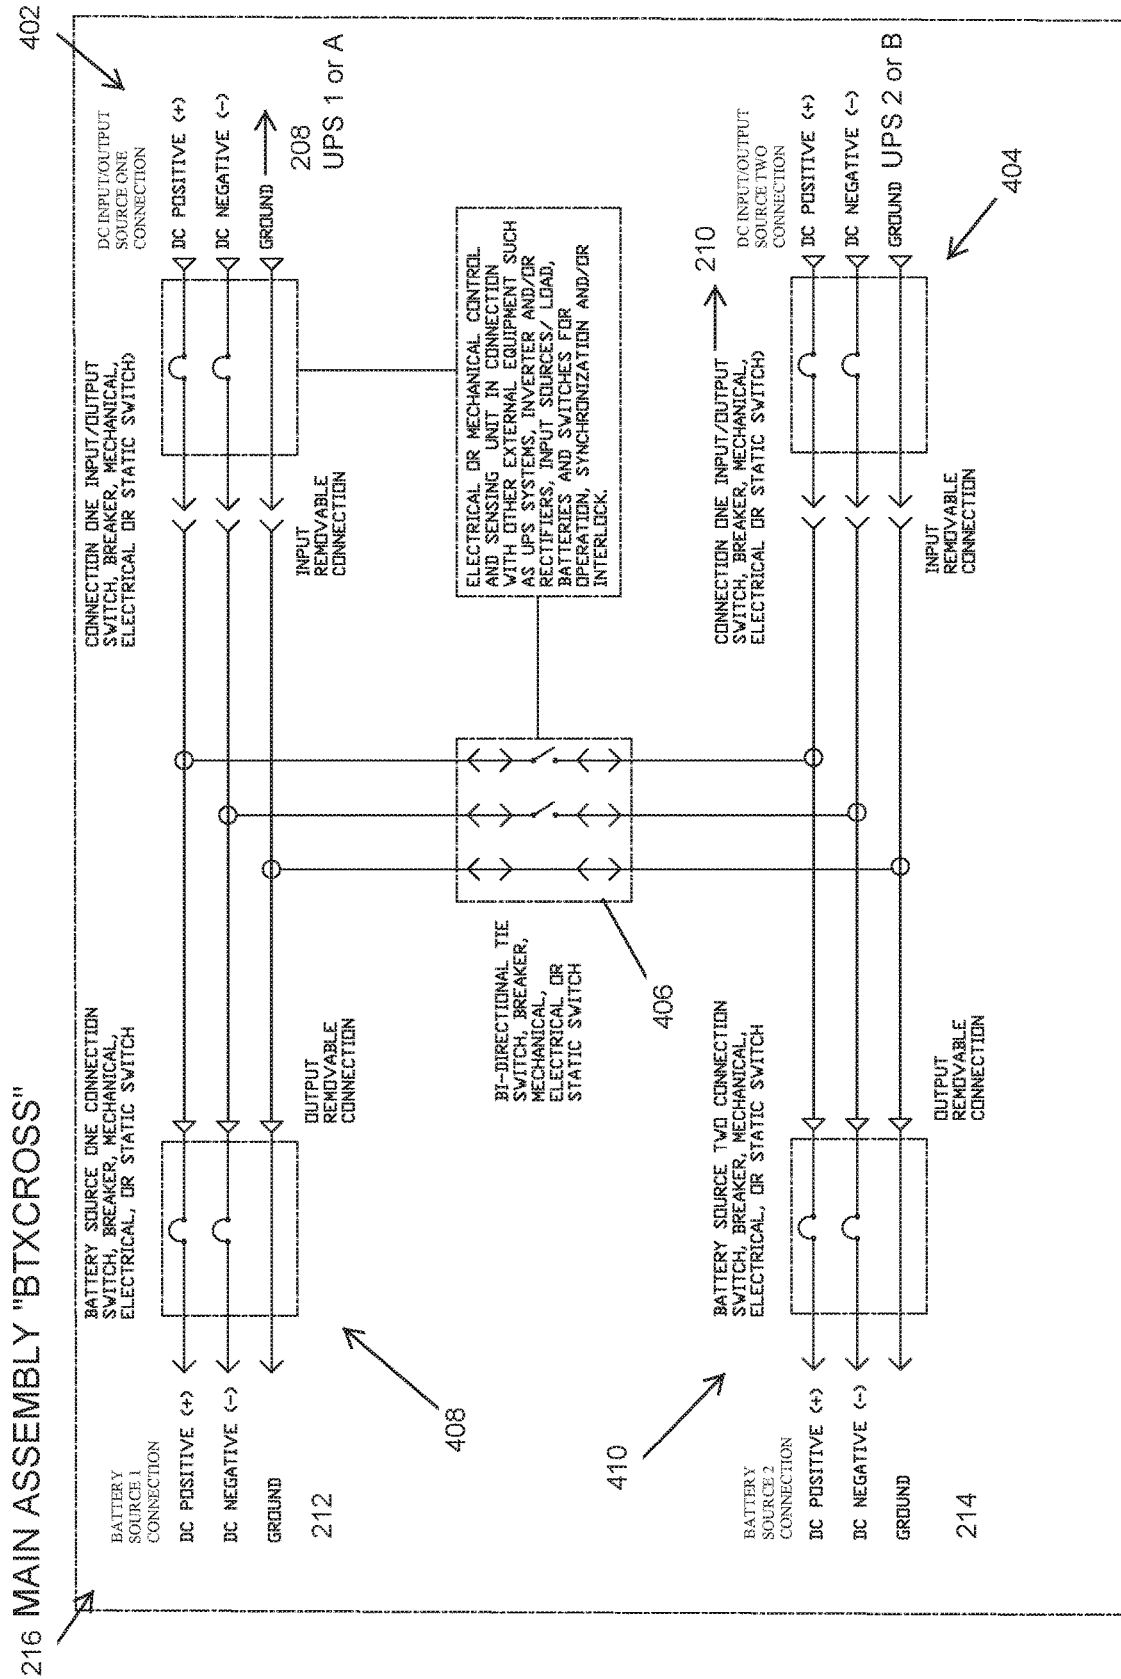 216 MAIN ASSEMBLY "BTXCROSS"
402
BATTERY
SOURCE 1
CONNECTION
DC POSITIVE (+)
DC NEGATIVE (-)
GROUND
212
BATTERY SOURCE ONE CONNECTION
SWITCH, BREAKER, MECHANICAL,
ELECTRICAL, OR STATIC SWITCH
OUTPUT
REMOVABLE
CONNECTION
408
CONNECTION ONE INPUT/OUTPUT
SWITCH, BREAKER, MECHANICAL,
ELECTRICAL OR STATIC SWITCH)
INPUT
REMOVABLE
CONNECTION
DC INPUT/OUTPUT
SOURCE ONE
CONNECTION
DC POSITIVE (+)
DC NEGATIVE (-)
GROUND
208
UPS 1 or A
BI-DIRECTIONAL TIE
SWITCH, BREAKER,
MECHANICAL,
ELECTRICAL OR
STATIC SWITCH
406
ELECTRICAL OR MECHANICAL CONTROL
AND SENSING UNIT IN CONNECTION
WITH OTHER EXTERNAL EQUIPMENT SUCH
AS UPS SYSTEMS, INVERTER AND/OR
RECTIFIERS, INPUT SOURCES/ LOAD,
BATTERIES AND SWITCHES FOR
OPERATION, SYNCHRONIZATION AND/OR
INTERLOCK.
410
BATTERY
SOURCE 2
CONNECTION
DC POSITIVE (+)
DC NEGATIVE (-)
GROUND
214
BATTERY SOURCE TWO CONNECTION
SWITCH, BREAKER, MECHANICAL,
ELECTRICAL, OR STATIC SWITCH
OUTPUT
REMOVABLE
CONNECTION
CONNECTION ONE INPUT/OUTPUT
SWITCH, BREAKER, MECHANICAL,
ELECTRICAL OR STATIC SWITCH)
210
INPUT
REMOVABLE
CONNECTION
DC INPUT/OUTPUT
SOURCE TWO
CONNECTION
DC POSITIVE (+)
DC NEGATIVE (-)
GROUND UPS 2 or B
404